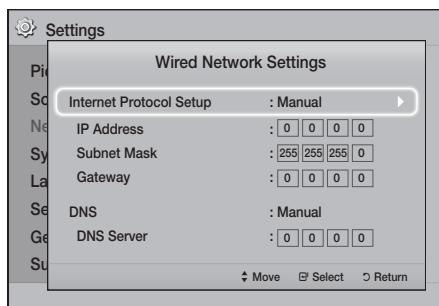 Settings
Wired Network Settings
Pi
Internet Protocol Setup : Manual
Sc
IP Address : 0 0 0 0
Ne
Subnet Mask : 255 255 255 0
Sy
Gateway : 0 0 0 0
La
DNS : Manual
Se
DNS Server : 0 0 0 0
Ge
Su
Move Select Return